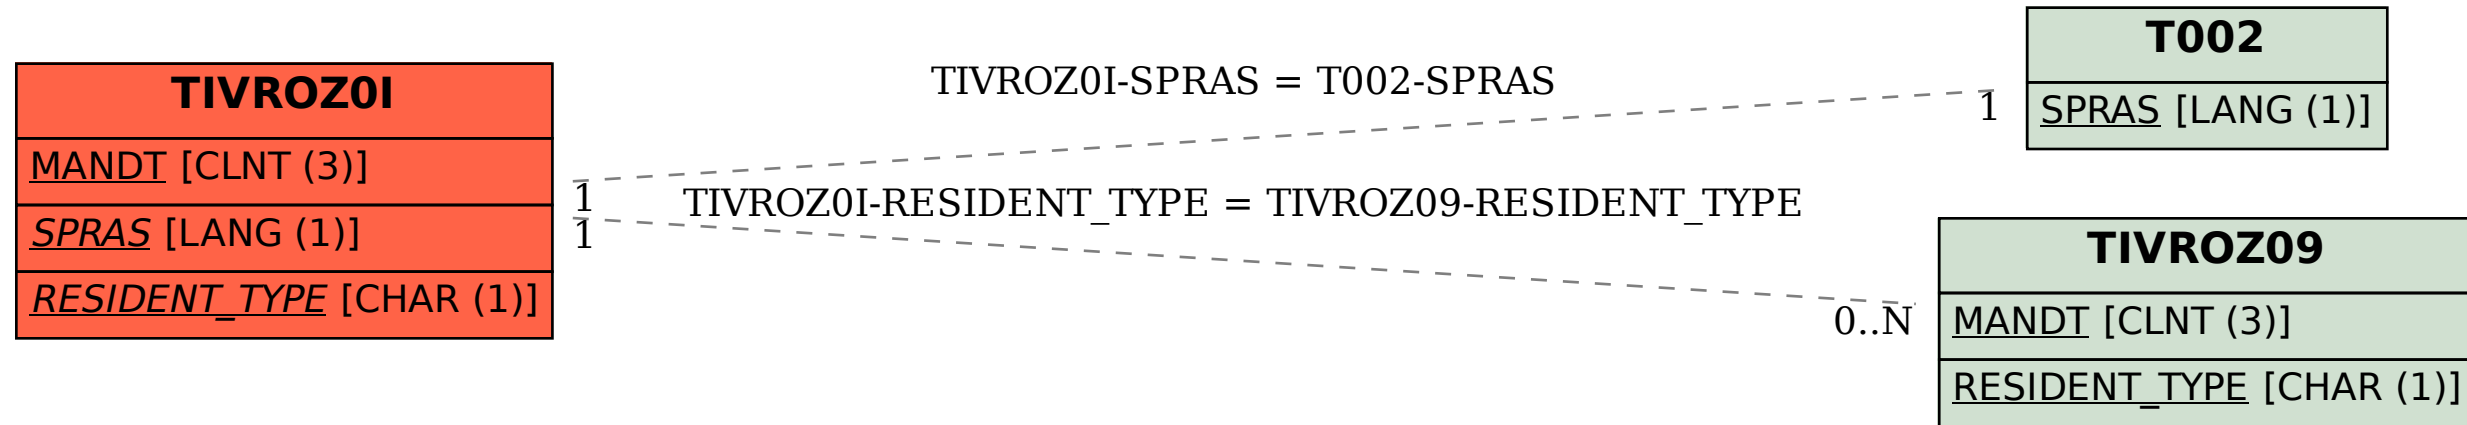 TIVROZ0I
MANDT [CLNT (3)]
SPRAS [LANG (1)]
RESIDENT_TYPE [CHAR (1)]
TIVROZ0I-SPRAS = T002-SPRAS
1
1
T002
SPRAS [LANG (1)]
TIVROZ0I-RESIDENT_TYPE = TIVROZ09-RESIDENT_TYPE
1
0..N
TIVROZ09
MANDT [CLNT (3)]
RESIDENT_TYPE [CHAR (1)]